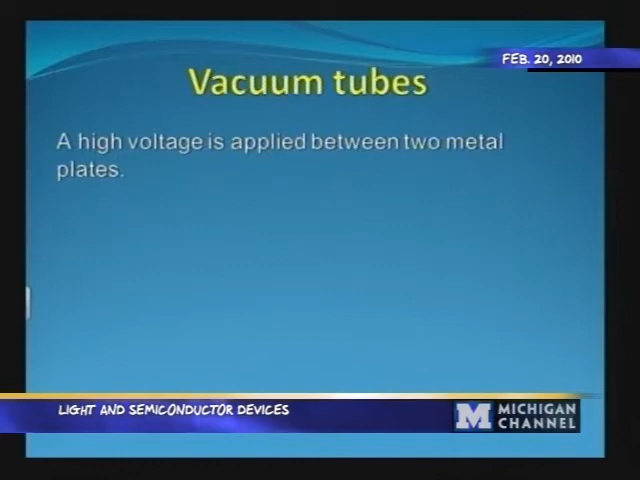 FEB. 20, 2010
Vacuum tubes
A high voltage is applied between two metal
plates.
LIGHT AND SEMICONDUCTOR DEVICES
M MICHIGAN
CHANNEL